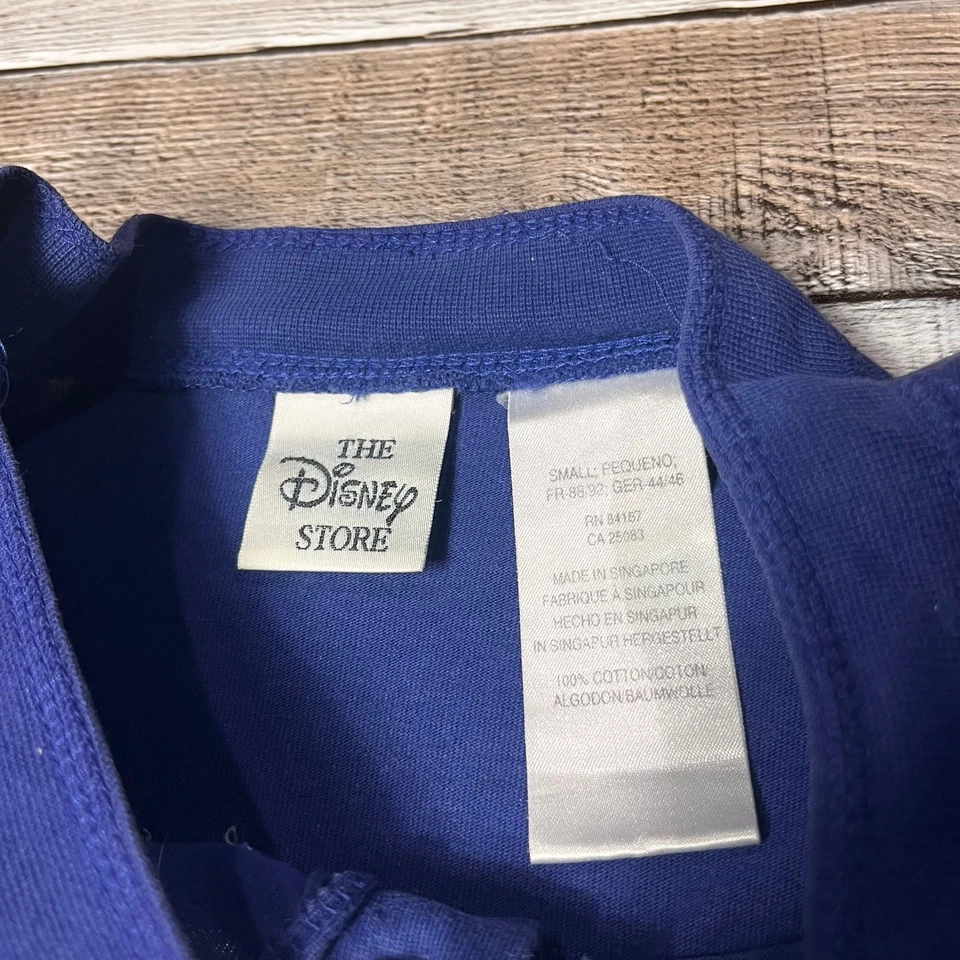 THE
DISNEY
STORE
SMALL; PEQUENO;
FR-88/92; GER-44/46
RN 84167
CA 25083
MADE IN SINGAPORE
FABRIQUE À SINGAPOUR
HECHO EN SINGAPUR
IN SINGAPUR HERGESTELLT
100% COTTON/COTON/
ALGODON/BAUMWOLLE